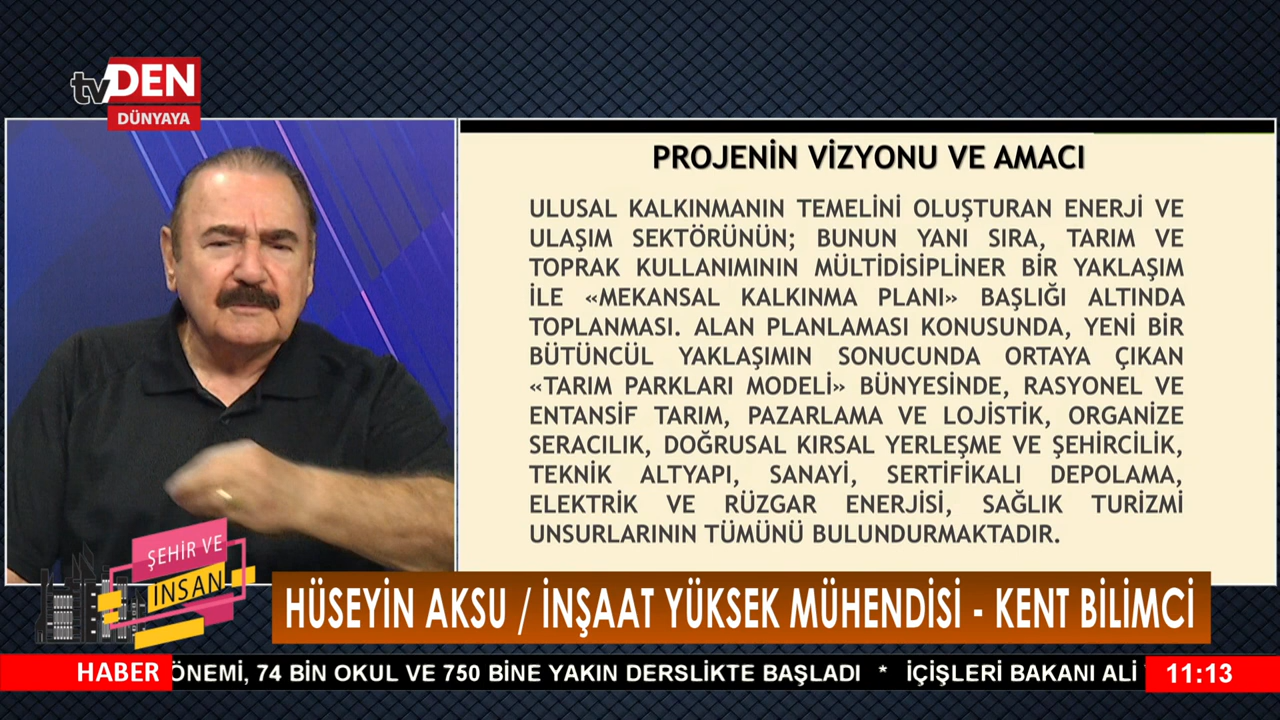 tvDEN
DÜNYAYA
PROJENİN VİZYONU VE AMACI
ULUSAL KALKINMANIN TEMELİNİ OLUŞTURAN ENERJİ VE
ULAŞIM SEKTÖRÜNÜN; BUNUN YANI SIRA, TARIM VE
TOPRAK KULLANIMININ MÜLTİDİSİPLİNER BİR YAKLAŞIM
İLE «MEKANSAL KALKINMA PLANI» BAŞLIĞI ALTINDA
TOPLANMASI. ALAN PLANLAMASI KONUSUNDA, YENİ BİR
BÜTÜNCÜL YAKLAŞIMIN SONUCUNDA ORTAYA ÇIKAN
«TARIM PARKLARI MODELİ» BÜNYESİNDE, RASYONEL VE
ENTANSİF TARIM, PAZARLAMA VE LOJİSTİK, ORGANİZE
SERACILIK, DOĞRUSAL KIRSAL YERLEŞME VE ŞEHİRCİLİK,
TEKNİK ALTYAPI, SANAYİ, SERTİFİKALI DEPOLAMA,
ELEKTRİK VE RÜZGAR ENERJİSİ, SAĞLIK TURİZMİ
UNSURLARININ TÜMÜNÜ BULUNDURMAKTADIR.
ŞEHİR VE
İNSAN
HÜSEYİN AKSU / İNŞAAT YÜKSEK MÜHENDİSİ - KENT BİLİMCİ
HABER ÖNEMİ, 74 BİN OKUL VE 750 BİNE YAKIN DERSLİKTE BAŞLADI * İÇİŞLERİ BAKANI ALİ 11:13